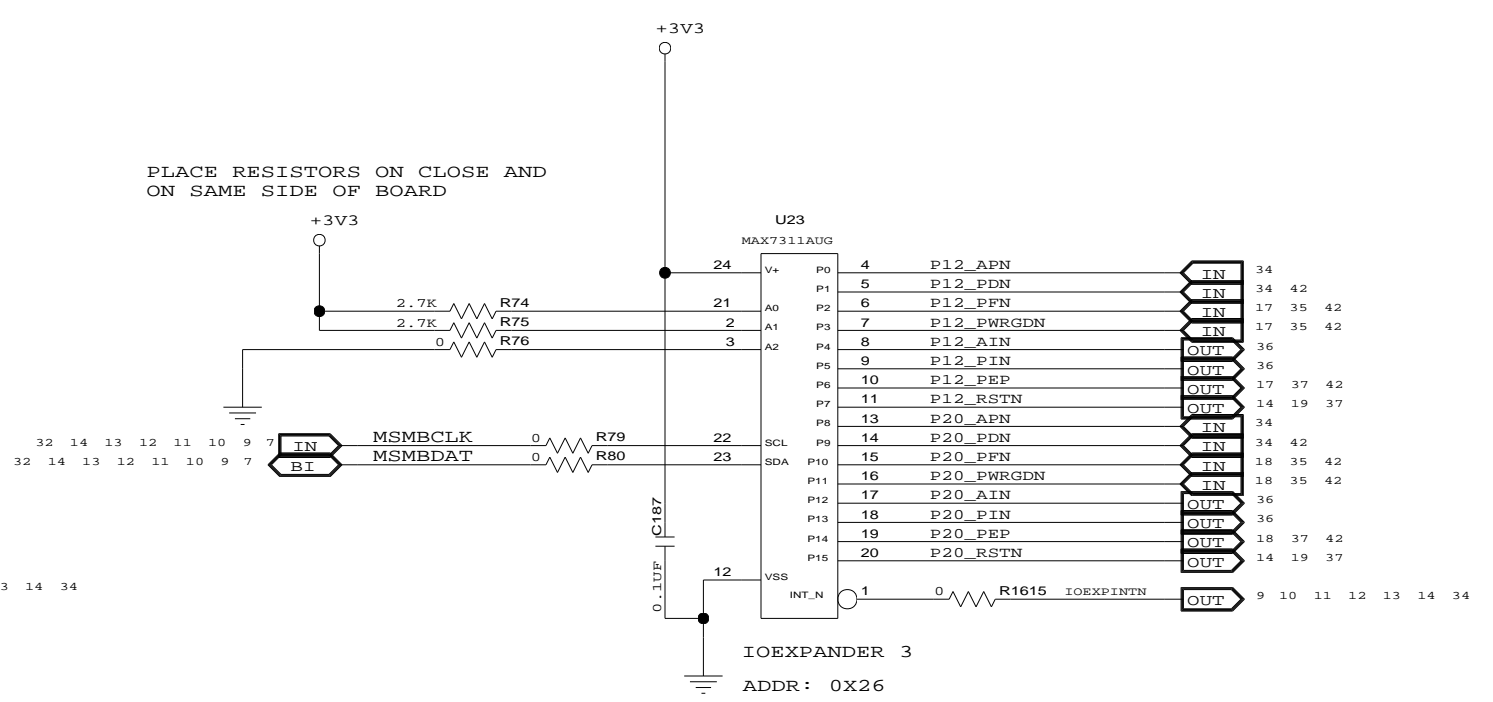 +3V3
PLACE RESISTORS ON CLOSE AND
ON SAME SIDE OF BOARD
+3V3
U23
MAX7311AUG
24 V+ P0 4 P12_APN IN 34
P1 5 P12_PDN IN 34 42
2.7K R74 21 A0 P2 6 P12_PFN IN 17 35 42
2.7K R75 2 A1 P3 7 P12_PWRGDN IN 17 35 42
0 R76 3 A2 P4 8 P12_AIN OUT 36
P5 9 P12_PIN OUT 36
P6 10 P12_PEP OUT 17 37 42
P7 11 P12_RSTN OUT 14 19 37
P8 13 P20_APN IN 34
32 14 13 12 11 10 9 7 IN MSMBCLK 0 R79 22 SCL P9 14 P20_PDN IN 34 42
32 14 13 12 11 10 9 7 BI MSMBDAT 0 R80 23 SDA P10 15 P20_PFN IN 18 35 42
P11 16 P20_PWRGDN IN 18 35 42
P12 17 P20_AIN OUT 36
C187
P13 18 P20_PIN OUT 36
P14 19 P20_PEP OUT 18 37 42
P15 20 P20_RSTN OUT 14 19 37
0.1UF
12 VSS
3 14 34
INT_N 1 0 R1615 IOEXPINTN OUT 9 10 11 12 13 14 34
IOEXPANDER 3
ADDR: 0X26